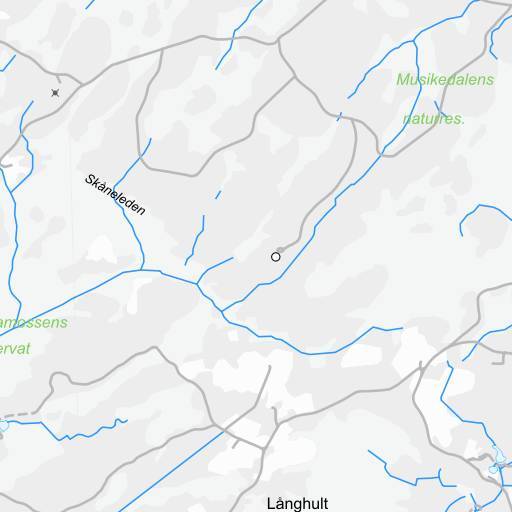 Musikedalens
naturres.
Skåneleden
amossens
ervat
Långhult